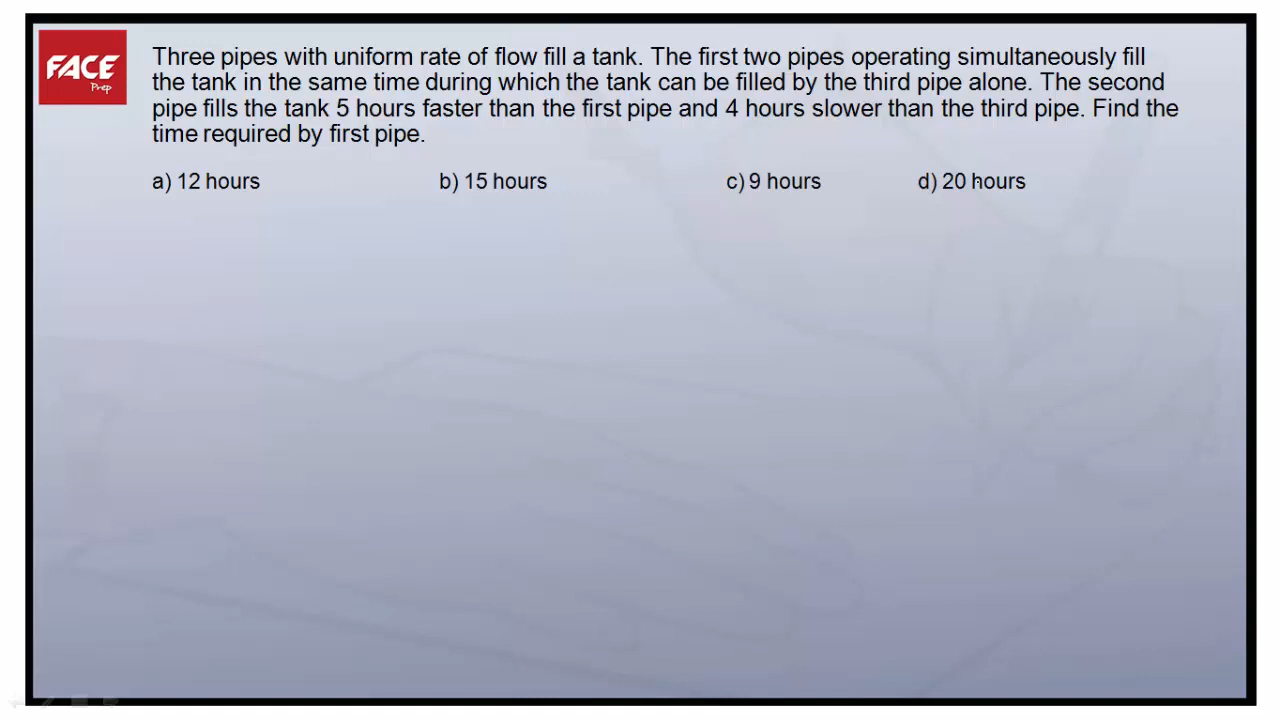 FACE
Prep
Three pipes with uniform rate of flow fill a tank. The first two pipes operating simultaneously fill
the tank in the same time during which the tank can be filled by the third pipe alone. The second
pipe fills the tank 5 hours faster than the first pipe and 4 hours slower than the third pipe. Find the
time required by first pipe.
a) 12 hours b) 15 hours c) 9 hours d) 20 hours